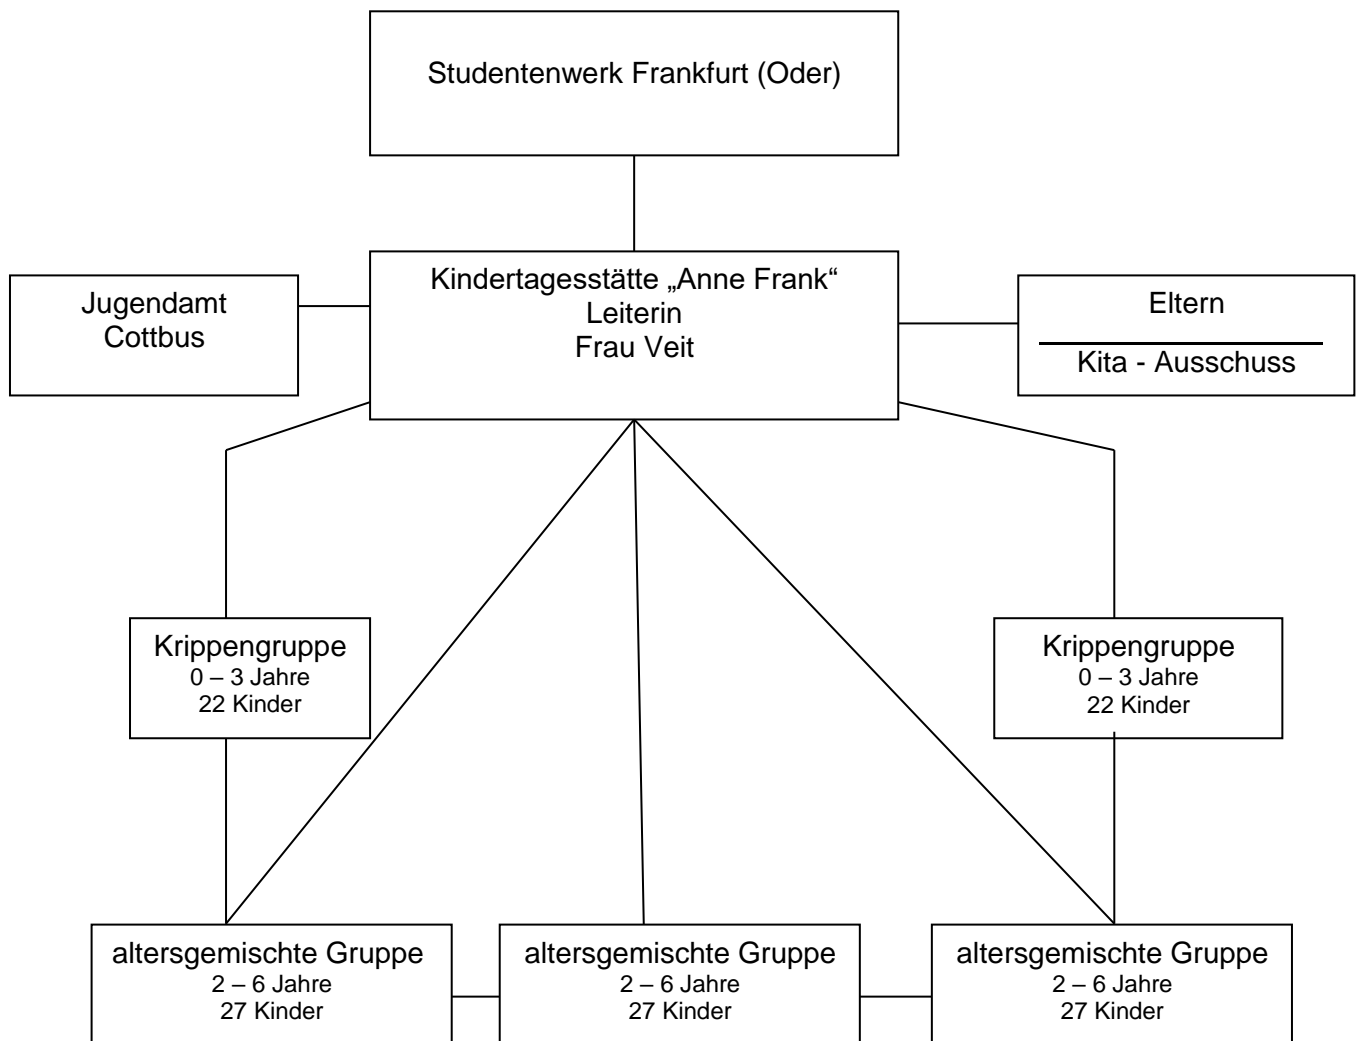 Studentenwerk Frankfurt (Oder)
Kindertagesstätte „Anne Frank“
Leiterin
Frau Veit
Jugendamt
Cottbus
Eltern
Kita - Ausschuss
Krippengruppe
0 – 3 Jahre
22 Kinder
Krippengruppe
0 – 3 Jahre
22 Kinder
altersgemischte Gruppe
2 – 6 Jahre
27 Kinder
altersgemischte Gruppe
2 – 6 Jahre
27 Kinder
altersgemischte Gruppe
2 – 6 Jahre
27 Kinder